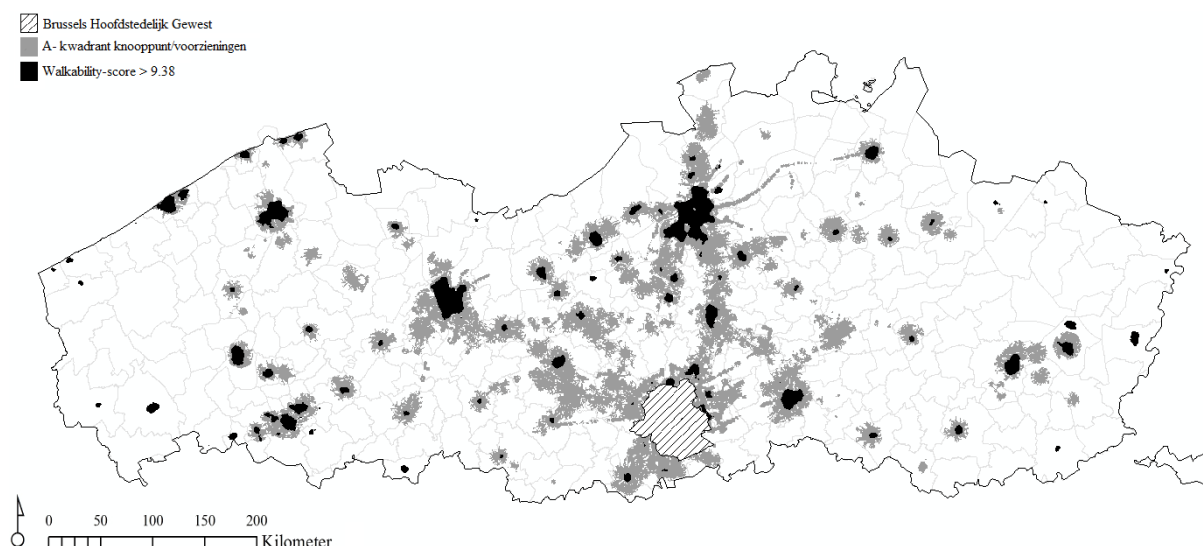 Brussels Hoofdstedelijk Gewest
A- kwadrant knooppunt/voorzieningen
Walkability-score > 9.38
0 50 100 150 200
Kilometer